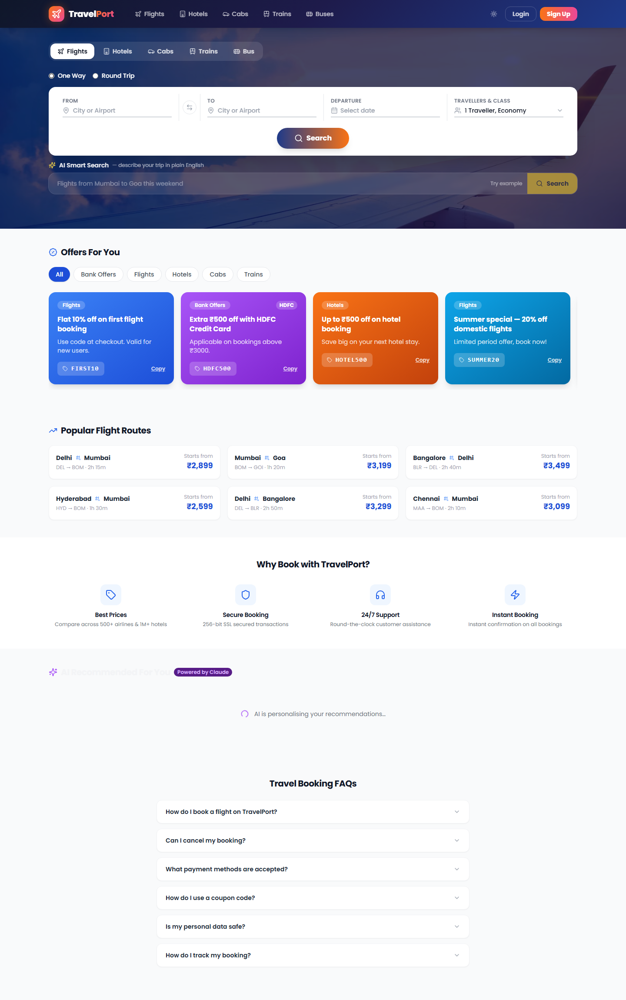 TravelPort
Flights
Hotels
Cabs
Trains
Buses
Login
Sign Up
Flights
Hotels
Cabs
Trains
Bus
One Way
Round Trip
FROM
City or Airport
TO
City or Airport
DEPARTURE
Select date
TRAVELLERS & CLASS
1 Traveller, Economy
Search
AI Smart Search — describe your trip in plain English
Flights from Mumbai to Goa this weekend
Try example
Search
Offers For You
All
Bank Offers
Flights
Hotels
Cabs
Trains
Flights
Flat 10% off on first flight
booking
Use code at checkout. Valid for
new users.
FIRST10
Copy
Bank Offers
HDFC
Extra ₹500 off with HDFC
Credit Card
Applicable on bookings above
₹3000.
HDFC500
Copy
Hotels
Up to ₹500 off on hotel
booking
Save big on your next hotel stay.
HOTEL500
Copy
Flights
Summer special — 20% off
domestic flights
Limited period offer, book now!
SUMMER20
Copy
Popular Flight Routes
Delhi Mumbai
DEL → BOM · 2h 15m
Starts from
₹2,899
Mumbai Goa
BOM → GOI · 1h 20m
Starts from
₹3,199
Bangalore Delhi
BLR → DEL · 2h 40m
Starts from
₹3,499
Hyderabad Mumbai
HYD → BOM · 1h 30m
Starts from
₹2,599
Delhi Bangalore
DEL → BLR · 2h 50m
Starts from
₹3,299
Chennai Mumbai
MAA → BOM · 2h 10m
Starts from
₹3,099
Why Book with TravelPort?
Best Prices
Compare across 500+ airlines & 1M+ hotels
Secure Booking
256-bit SSL secured transactions
24/7 Support
Round-the-clock customer assistance
Instant Booking
Instant confirmation on all bookings
AI Recommended For You
Powered by Claude
AI is personalising your recommendations...
Travel Booking FAQs
How do I book a flight on TravelPort?
Can I cancel my booking?
What payment methods are accepted?
How do I use a coupon code?
Is my personal data safe?
How do I track my booking?